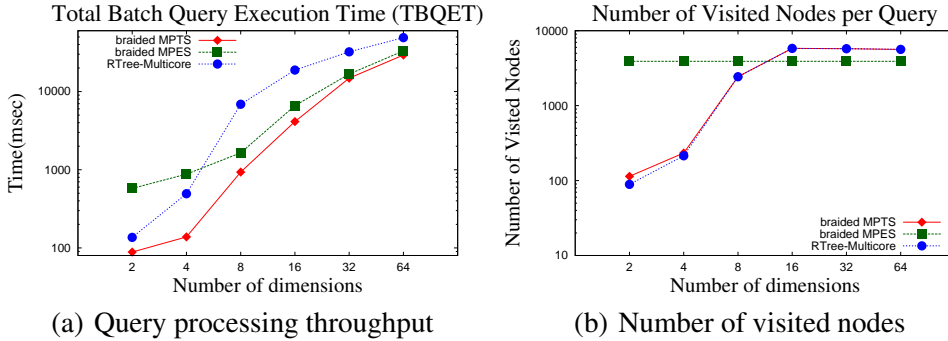 Total Batch Query Execution Time (TBQET)
braided MPTS
braided MPES
RTree-Multicore
10000
1000
100
Time(msec)
2 4 8 16 32 64
Number of dimensions
(a) Query processing throughput
Number of Visited Nodes per Query
10000
1000
100
10
Number of Visted Nodes
braided MPTS
braided MPES
RTree-Multicore
2 4 8 16 32 64
Number of dimensions
(b) Number of visited nodes